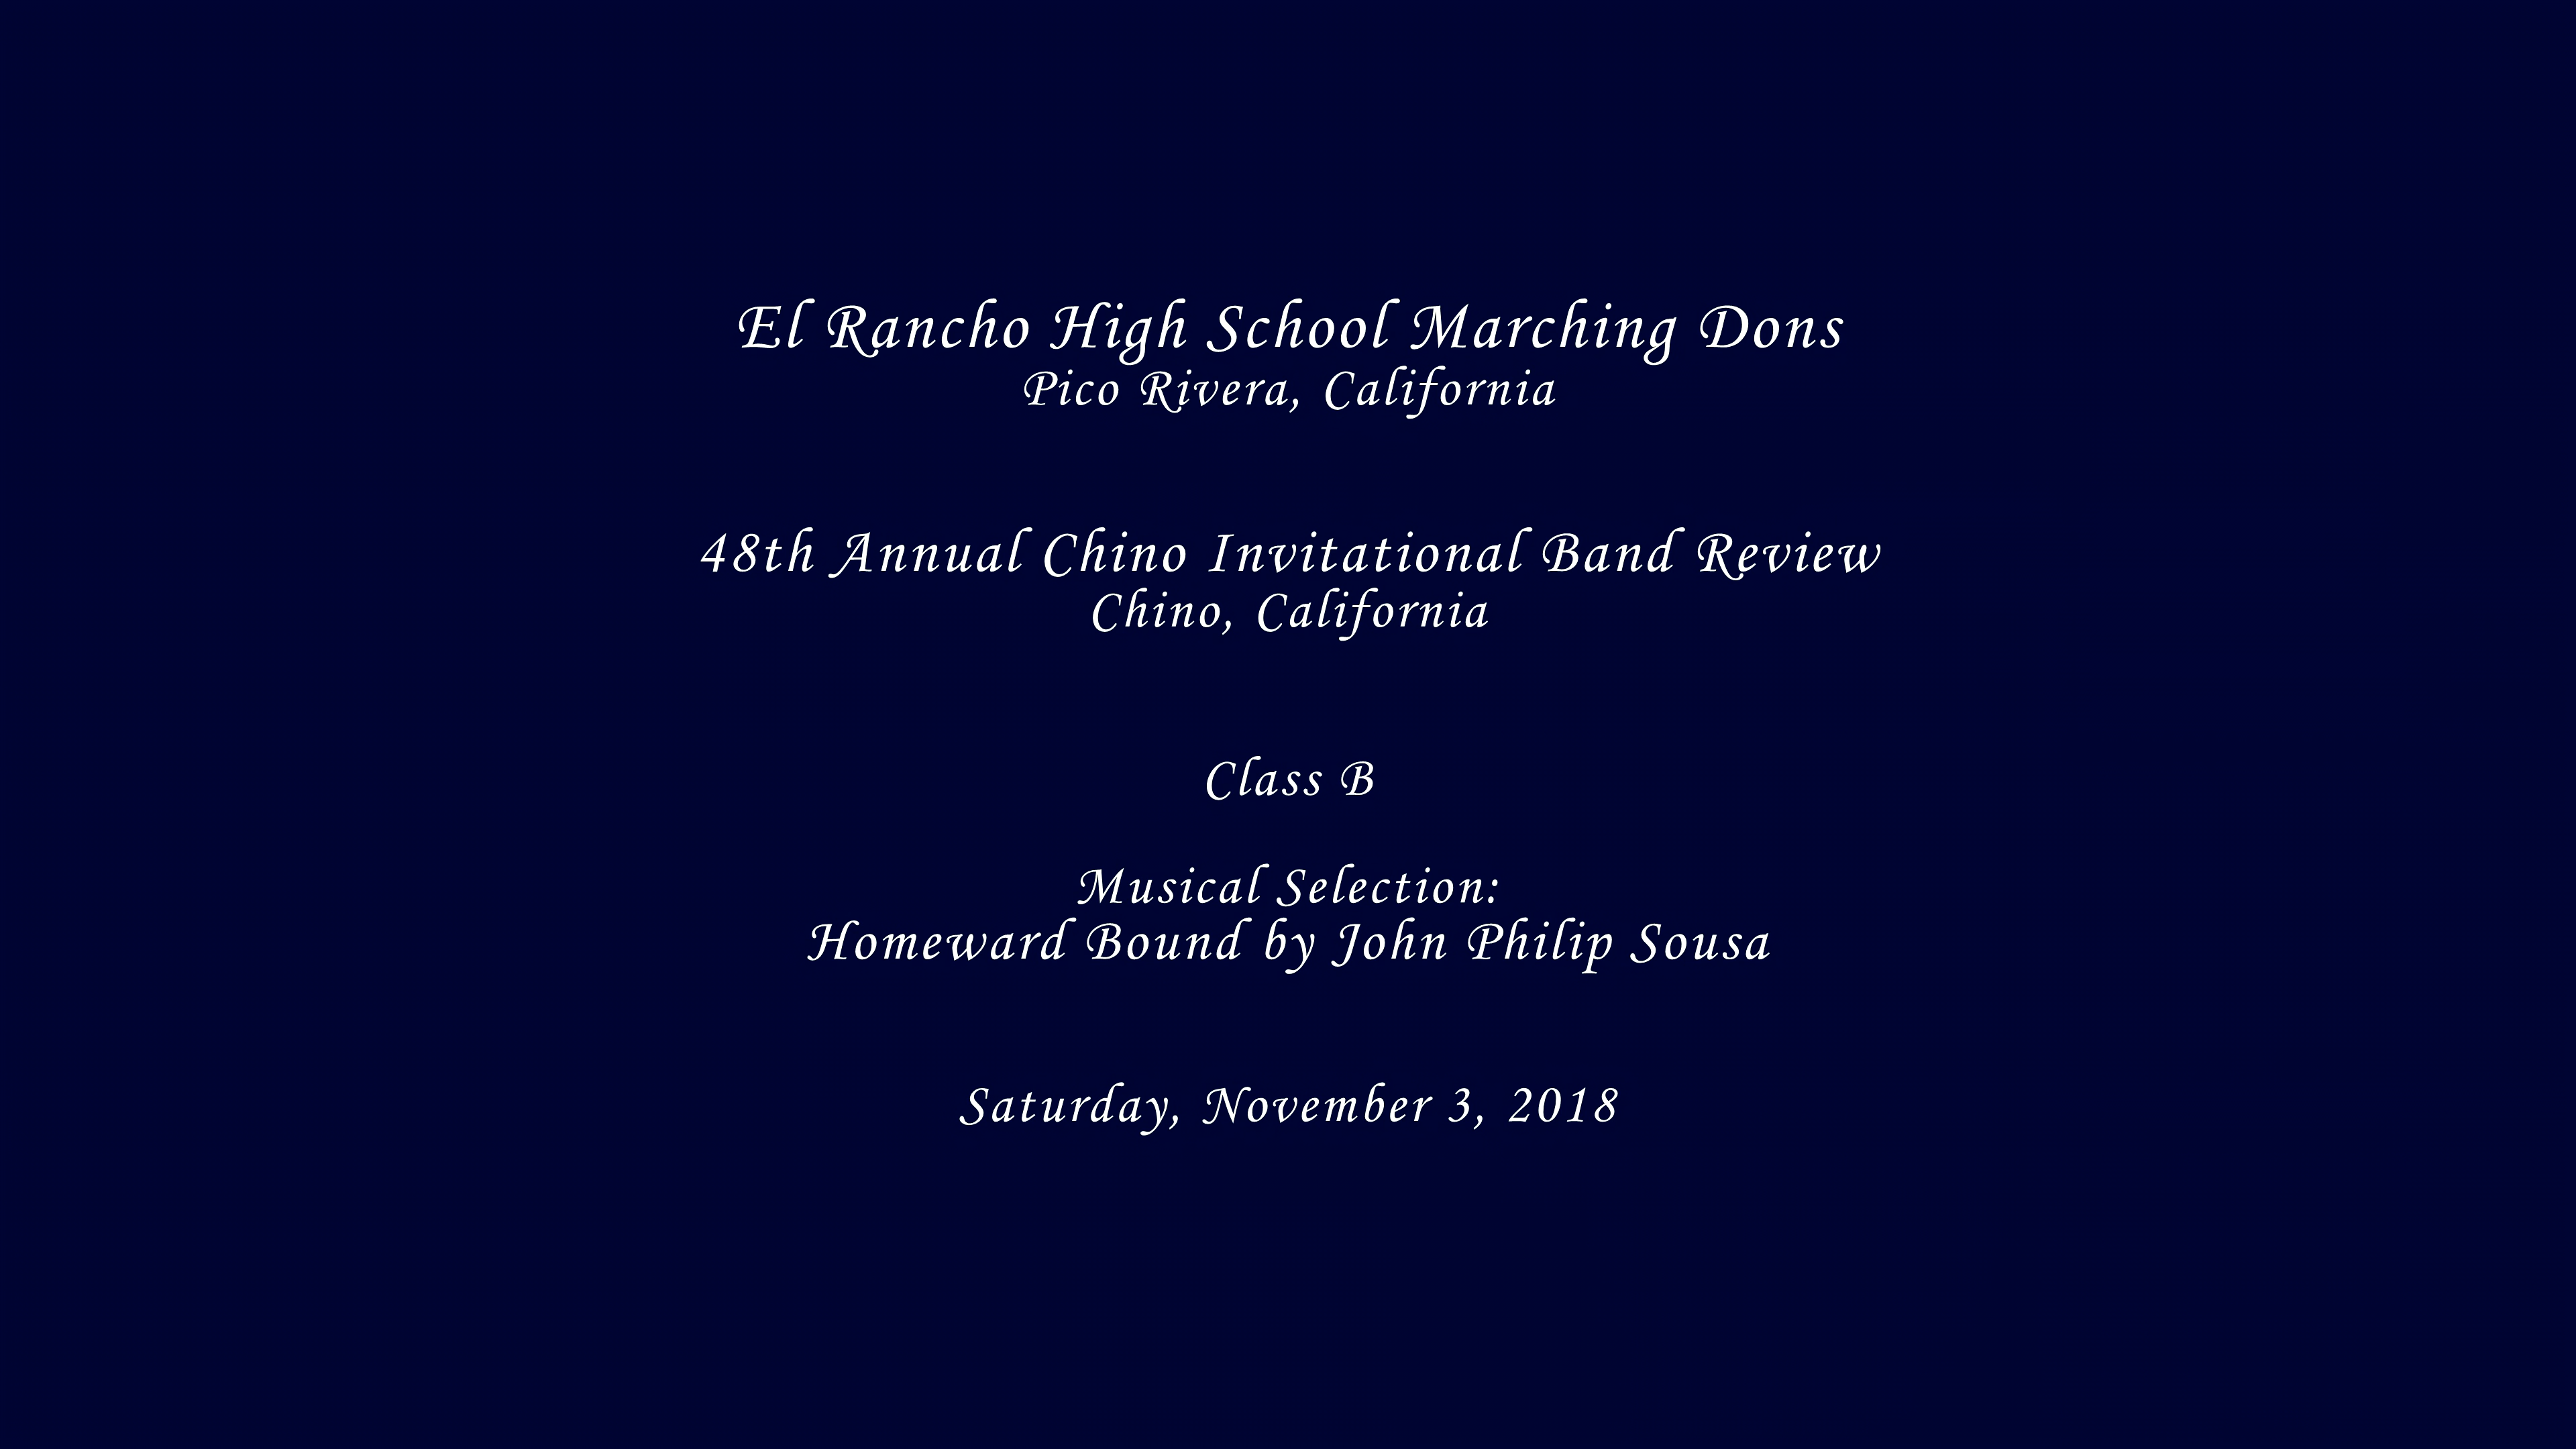 El Rancho High School Marching Dons
Pico Rivera, California
48th Annual Chino Invitational Band Review
Chino, California
Class B
Musical Selection:
Homeward Bound by John Philip Sousa
Saturday, November 3, 2018